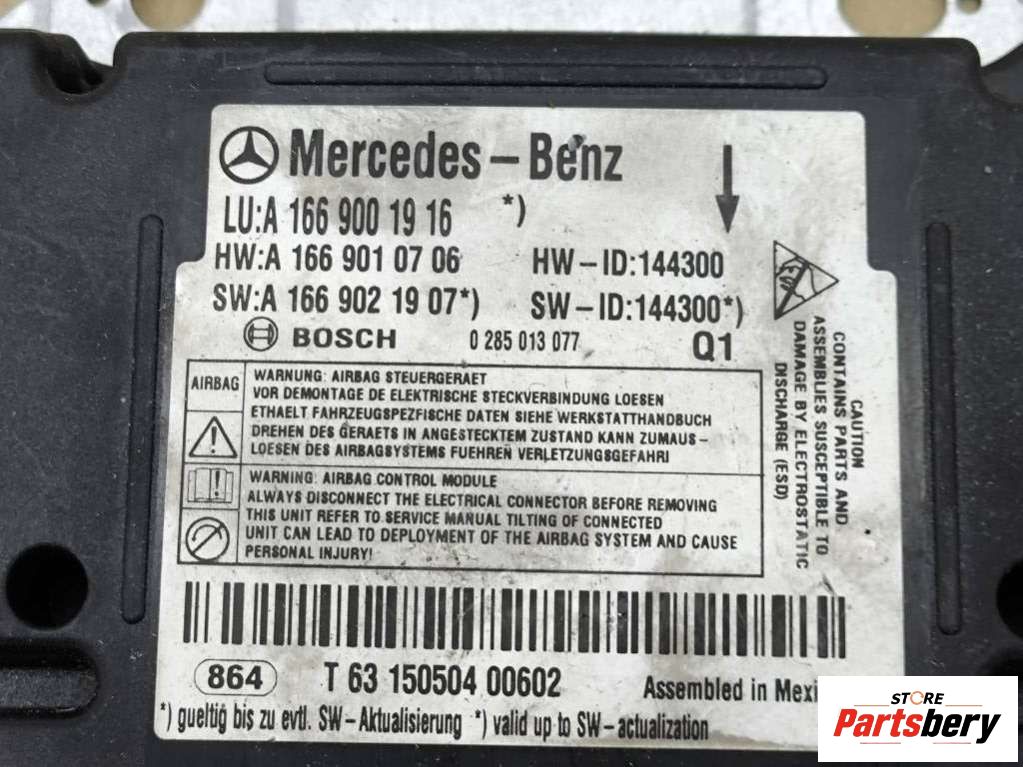 Mercedes-Benz
LU:A 166 900 19 16 *)
HW:A 166 901 07 06 HW-ID:144300
SW:A 166 902 19 07*) SW-ID:144300*)
BOSCH 0 285 013 077 Q1
AIRBAG
WARNUNG: AIRBAG STEUERGERAET
VOR DEMONTAGE DE ELEKTRISCHE STECKVERBINDUNG LOESEN
ETHAELT FAHRZEUGSPEZFISCHE DATEN SIEHE WERKSTATTHANDBUCH
DREHEN DES GERAETS IN ANGESTECKTEM ZUSTAND KANN ZUMAUS-
LOESEN DES AIRBAGSYSTEMS FUEHREN VERLETZUNGSGEFAHR!
WARNING: AIRBAG CONTROL MODULE
ALWAYS DISCONNECT THE ELECTRICAL CONNECTOR BEFORE REMOVING
THIS UNIT REFER TO SERVICE MANUAL TILTING OF CONNECTED
UNIT CAN LEAD TO DEPLOYMENT OF THE AIRBAG SYSTEM AND CAUSE
PERSONAL INJURY!
CAUTION
CONTAINS PARTS AND
ASSEMBLIES SUSCEPTIBLE TO
DAMAGE BY ELECTROSTATIC
DISCHARGE (ESD)
864 T 63 150504 00602 Assembled in Mexi
*) gueltig bis zu evtl. SW-Aktualisierung *) valid up to SW-actualization
STORE
Partsbery